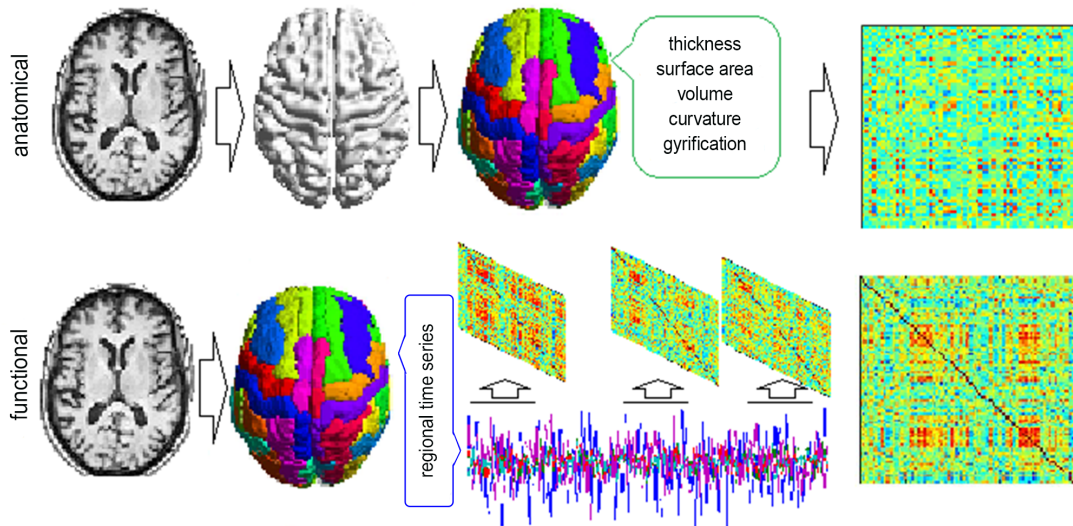 anatomical
thickness
surface area
volume
curvature
gyrification
functional
regional time series